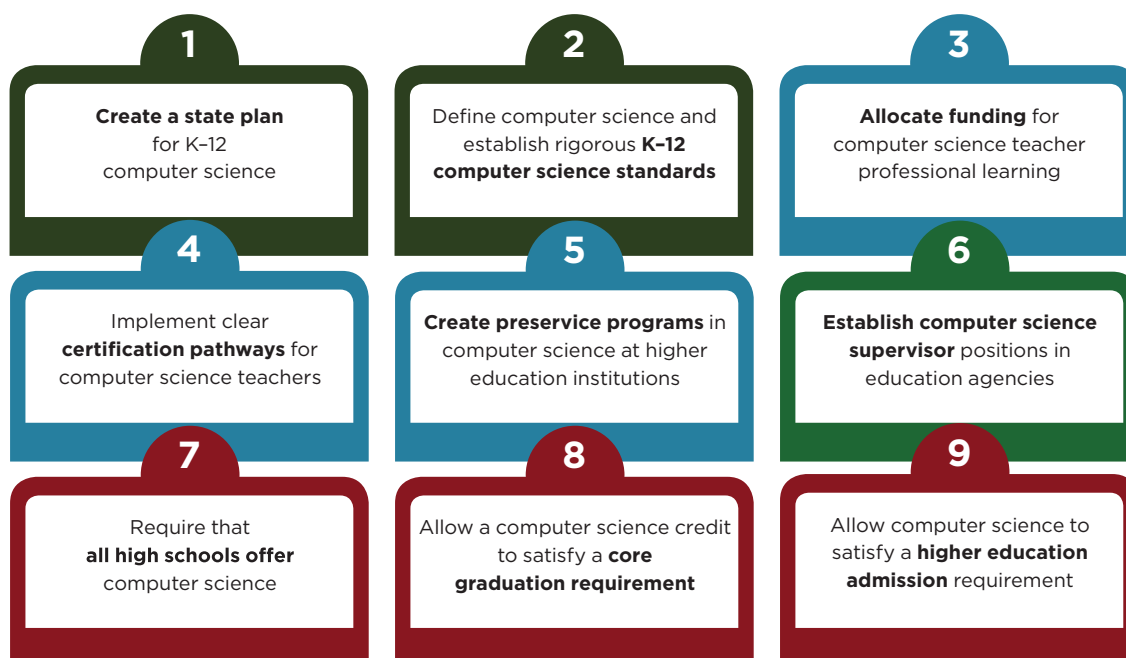 1
Create a state plan
for K–12
computer science
2
Define computer science and
establish rigorous K–12
computer science standards
3
Allocate funding for
computer science teacher
professional learning
4
Implement clear
certification pathways for
computer science teachers
5
Create preservice programs in
computer science at higher
education institutions
6
Establish computer science
supervisor positions in
education agencies
7
Require that
all high schools offer
computer science
8
Allow a computer science credit
to satisfy a core
graduation requirement
9
Allow computer science to
satisfy a higher education
admission requirement